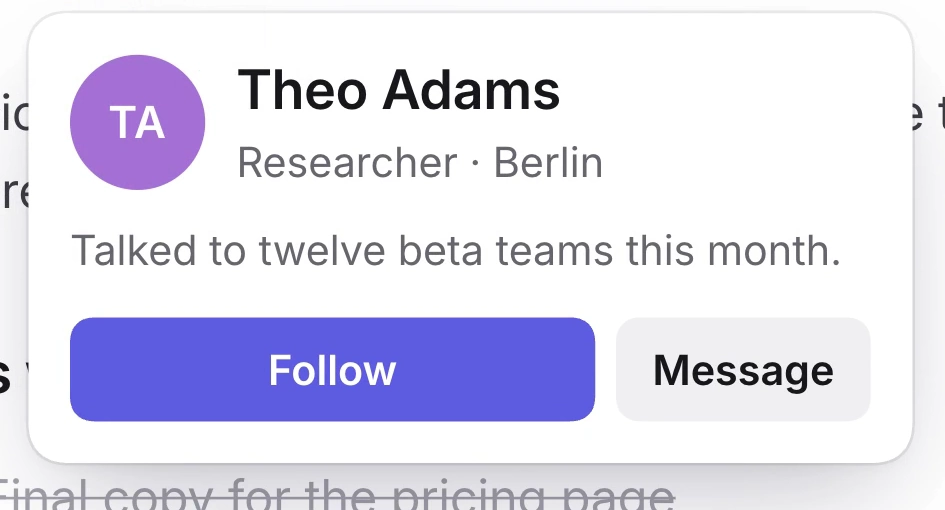 TA
Theo Adams
Researcher · Berlin
Talked to twelve beta teams this month.
Follow
Message
Final copy for the pricing page